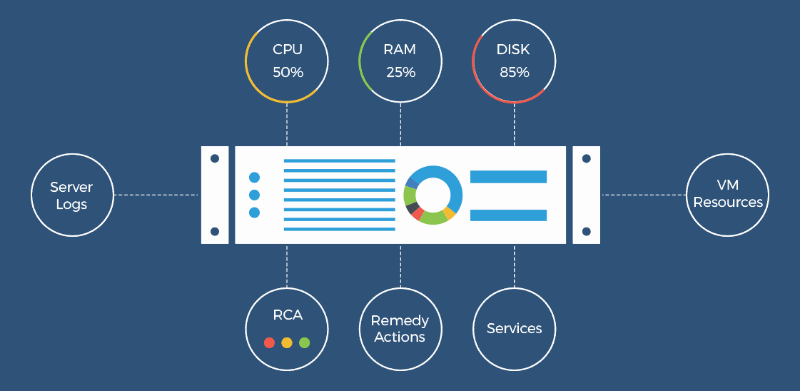 CPU
50%
RAM
25%
DISK
85%
Server
Logs
VM
Resources
RCA
Remedy
Actions
Services